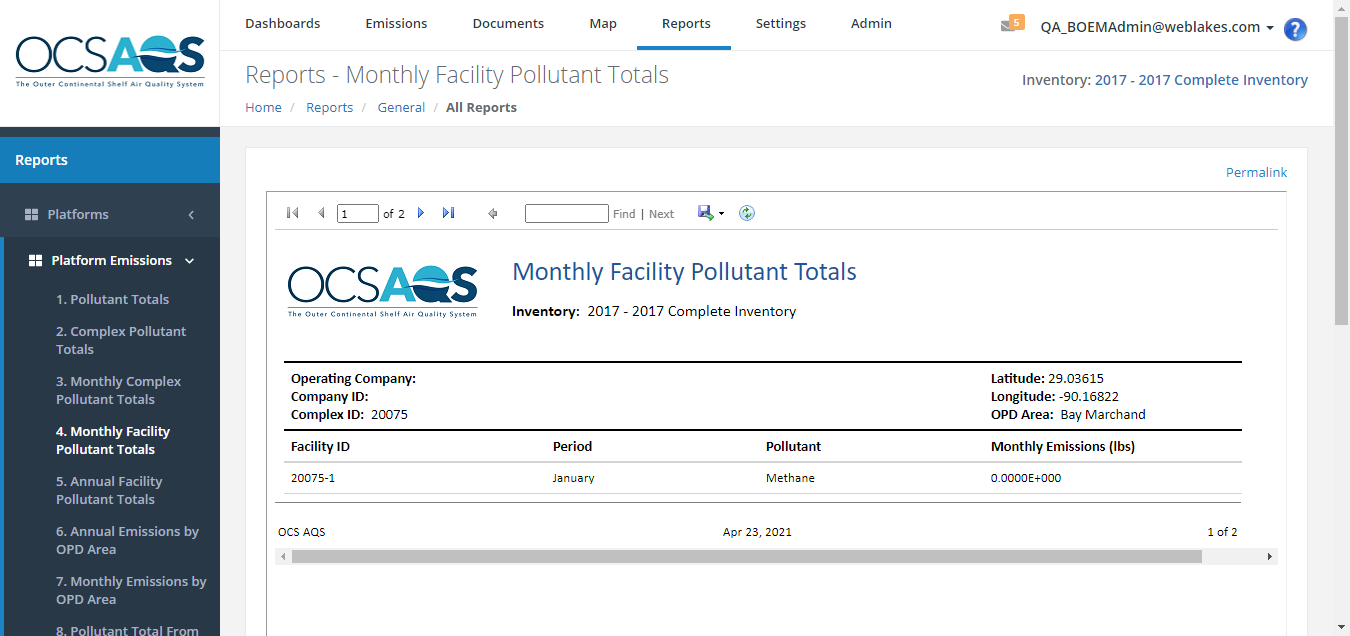 OCSAQS
The Outer Continental Shelf Air Quality System
Dashboards Emissions Documents Map Reports Settings Admin
5 QA_BOEMAdmin@weblakes.com ?
Reports - Monthly Facility Pollutant Totals
Inventory: 2017 - 2017 Complete Inventory
Home / Reports / General / All Reports
Reports
Platforms
Platform Emissions
1. Pollutant Totals
2. Complex Pollutant
Totals
3. Monthly Complex
Pollutant Totals
4. Monthly Facility
Pollutant Totals
5. Annual Facility
Pollutant Totals
6. Annual Emissions by
OPD Area
7. Monthly Emissions by
OPD Area
8. Pollutant Total From
Permalink
1 of 2 Find | Next
OCSAQS
The Outer Continental Shelf Air Quality System
Monthly Facility Pollutant Totals
Inventory: 2017 - 2017 Complete Inventory
Operating Company:
Company ID:
Complex ID: 20075
Latitude: 29.03615
Longitude: -90.16822
OPD Area: Bay Marchand
Facility ID Period Pollutant Monthly Emissions (lbs)
20075-1 January Methane 0.0000E+000
OCS AQS Apr 23, 2021 1 of 2